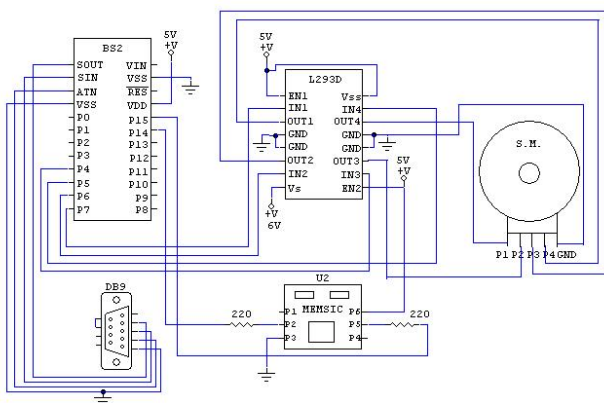 BS2
SOUT
SIN
ATN
VSS
P0
P1
P2
P3
P4
P5
P6
P7
VIN
VSS
RES
VDD
P15
P14
P13
P12
P11
P10
P9
P8
5V
+V
5V
+V
L293D
EN1
IN1
OUT1
GND
GND
OUT2
IN2
Vs
Vss
IN4
OUT4
GND
GND
OUT3
IN3
EN2
+V
6V
5V
+V
S.M.
P1 P2 P3 P4 GND
DB9
U2
MEMSIC
P1
P2
P3
P6
P5
P4
220
220